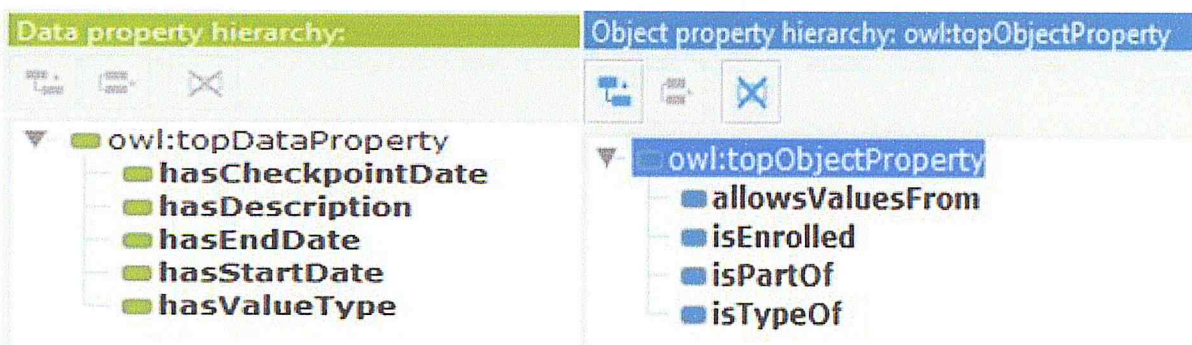 Data property hierarchy:
owl:topDataProperty
hasCheckpointDate
hasDescription
hasEndDate
hasStartDate
hasValueType
Object property hierarchy: owl:topObjectProperty
owl:topObjectProperty
allowsValuesFrom
isEnrolled
isPartOf
isTypeOf